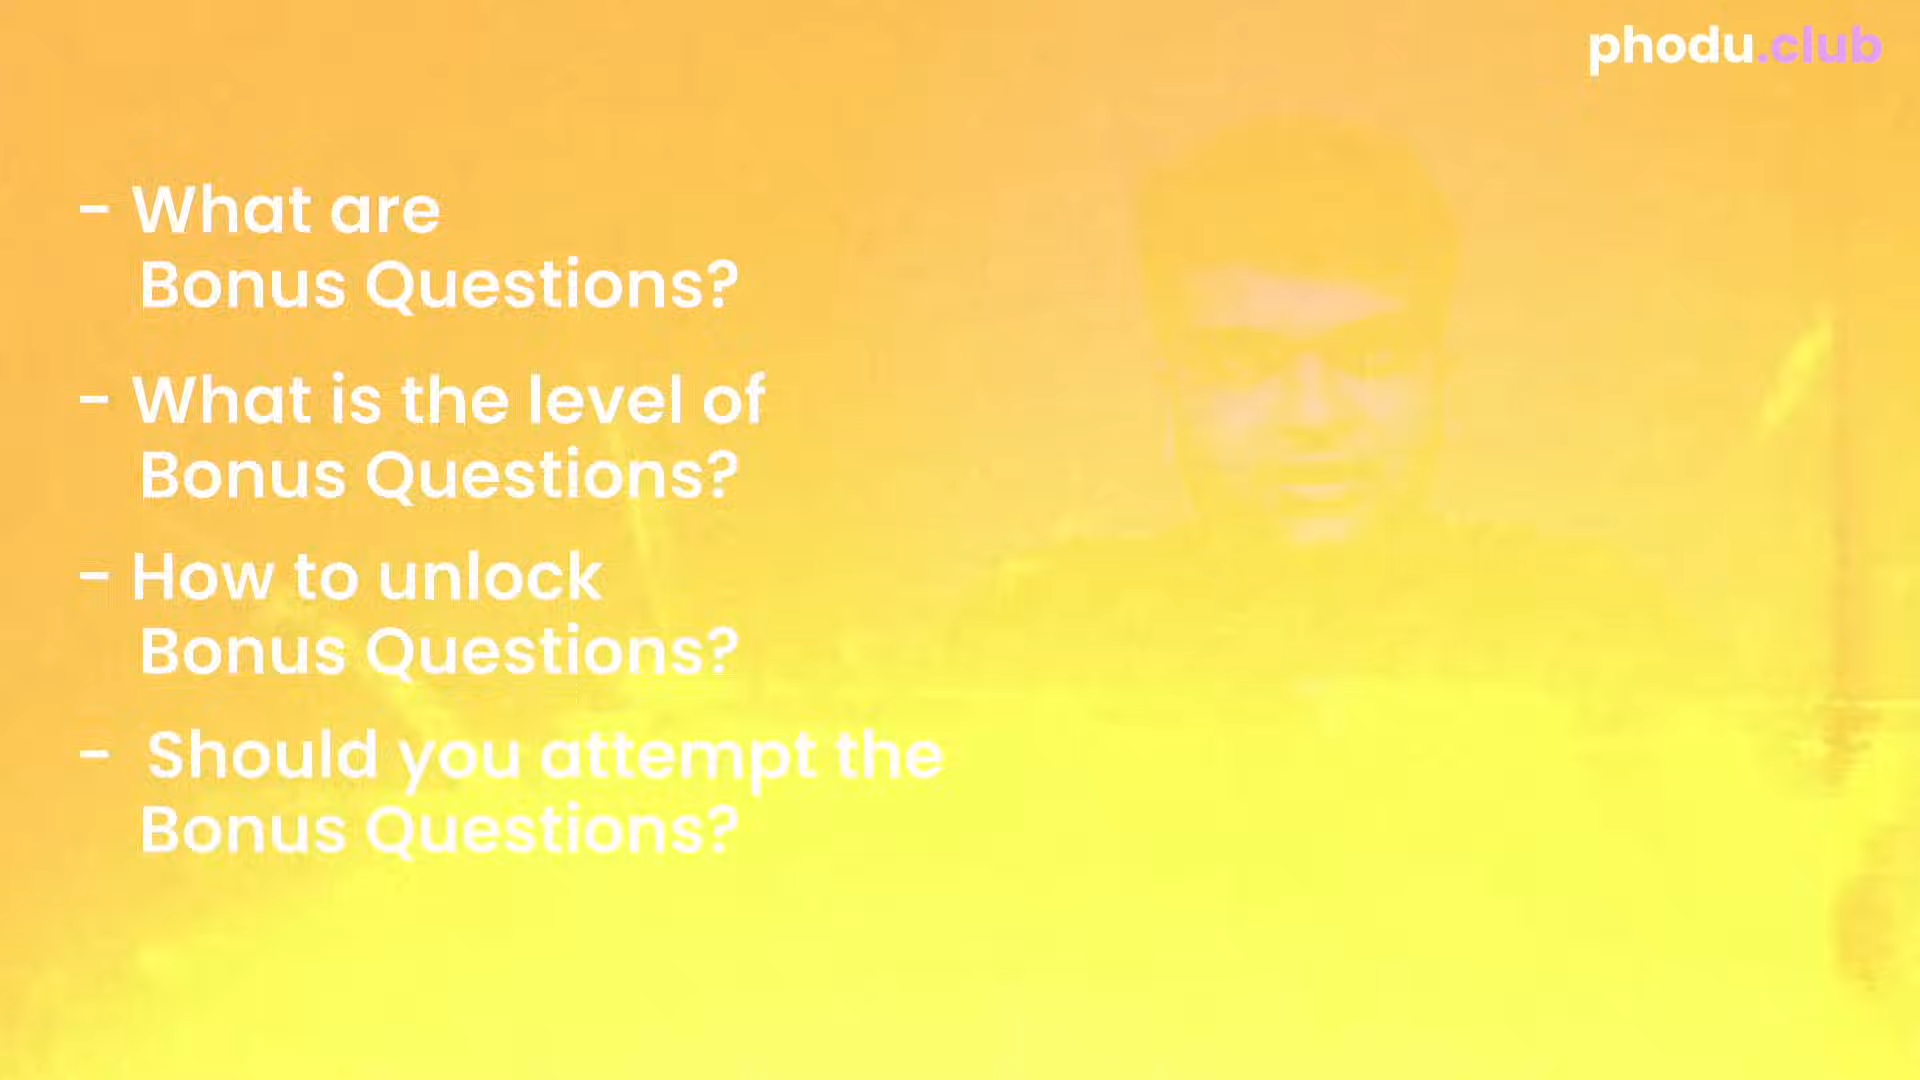 phodu.club
- What are
Bonus Questions?
- What is the level of
Bonus Questions?
- How to unlock
Bonus Questions?
- Should you attempt the
Bonus Questions?